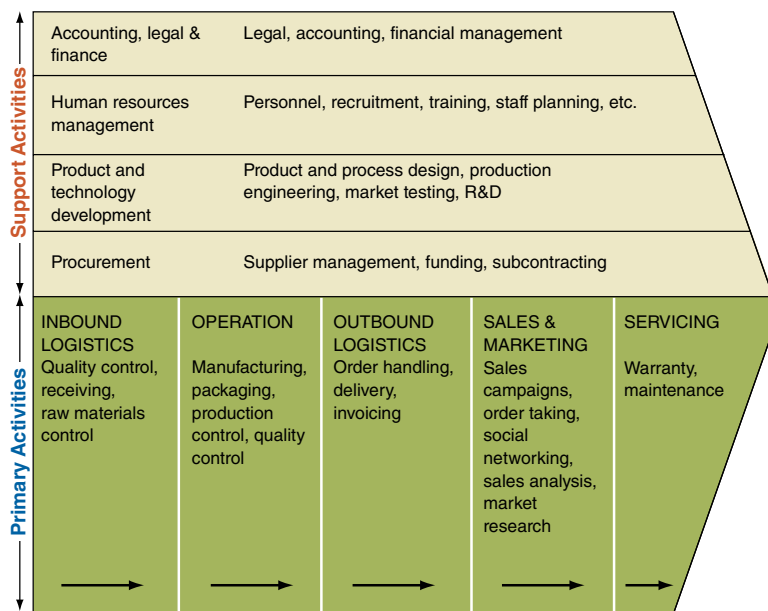 Support Activities
Accounting, legal &
finance
Legal, accounting, financial management
Human resources
management
Personnel, recruitment, training, staff planning, etc.
Product and
technology
development
Product and process design, production
engineering, market testing, R&D
Procurement
Supplier management, funding, subcontracting
Primary Activities
INBOUND
LOGISTICS
Quality control,
receiving,
raw materials
control
OPERATION
Manufacturing,
packaging,
production
control, quality
control
OUTBOUND
LOGISTICS
Order handling,
delivery,
invoicing
SALES &
MARKETING
Sales
campaigns,
order taking,
social
networking,
sales analysis,
market
research
SERVICING
Warranty,
maintenance